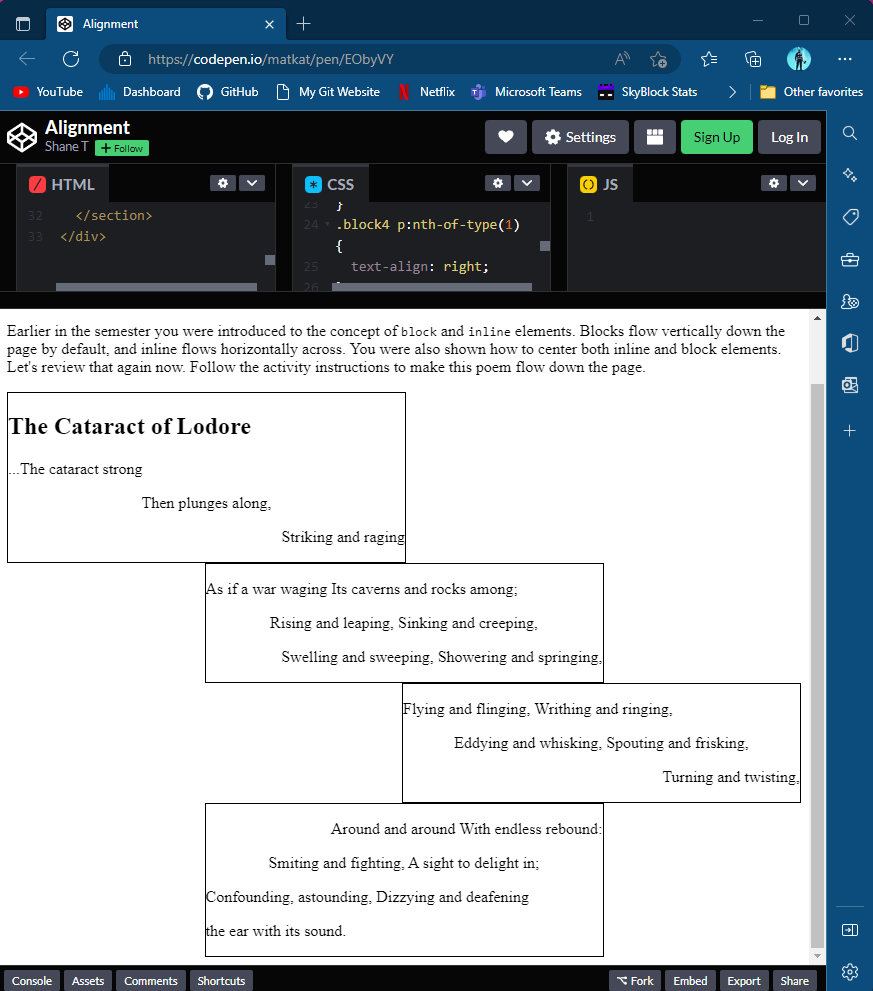 Alignment
https://codepen.io/matkat/pen/EObyVY
YouTube Dashboard GitHub My Git Website Netflix Microsoft Teams SkyBlock Stats Other favorites
Alignment
Shane T + Follow
Settings Sign Up Log In
HTML
32 </section>
33 </div>
CSS
23 }
24 .block4 p:nth-of-type(1)
{
25 text-align: right;
26
JS
1
Earlier in the semester you were introduced to the concept of block and inline elements. Blocks flow vertically down the
page by default, and inline flows horizontally across. You were also shown how to center both inline and block elements.
Let's review that again now. Follow the activity instructions to make this poem flow down the page.
The Cataract of Lodore
...The cataract strong
Then plunges along,
Striking and raging
As if a war waging Its caverns and rocks among;
Rising and leaping, Sinking and creeping,
Swelling and sweeping, Showering and springing,
Flying and flinging, Writhing and ringing,
Eddying and whisking, Spouting and frisking,
Turning and twisting,
Around and around With endless rebound:
Smiting and fighting, A sight to delight in;
Confounding, astounding, Dizzying and deafening
the ear with its sound.
Console Assets Comments Shortcuts Fork Embed Export Share